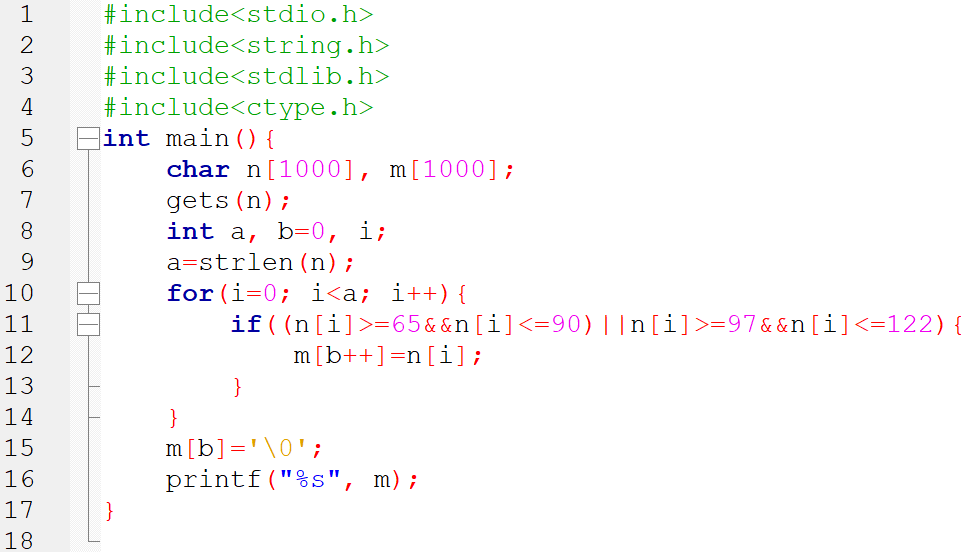 1 #include<stdio.h>
2 #include<string.h>
3 #include<stdlib.h>
4 #include<ctype.h>
5 int main(){
6 char n[1000], m[1000];
7 gets(n);
8 int a, b=0, i;
9 a=strlen(n);
10 for(i=0; i<a; i++){
11 if((n[i]>=65&&n[i]<=90)||n[i]>=97&&n[i]<=122){
12 m[b++]=n[i];
13 }
14 }
15 m[b]='\0';
16 printf("%s", m);
17 }
18